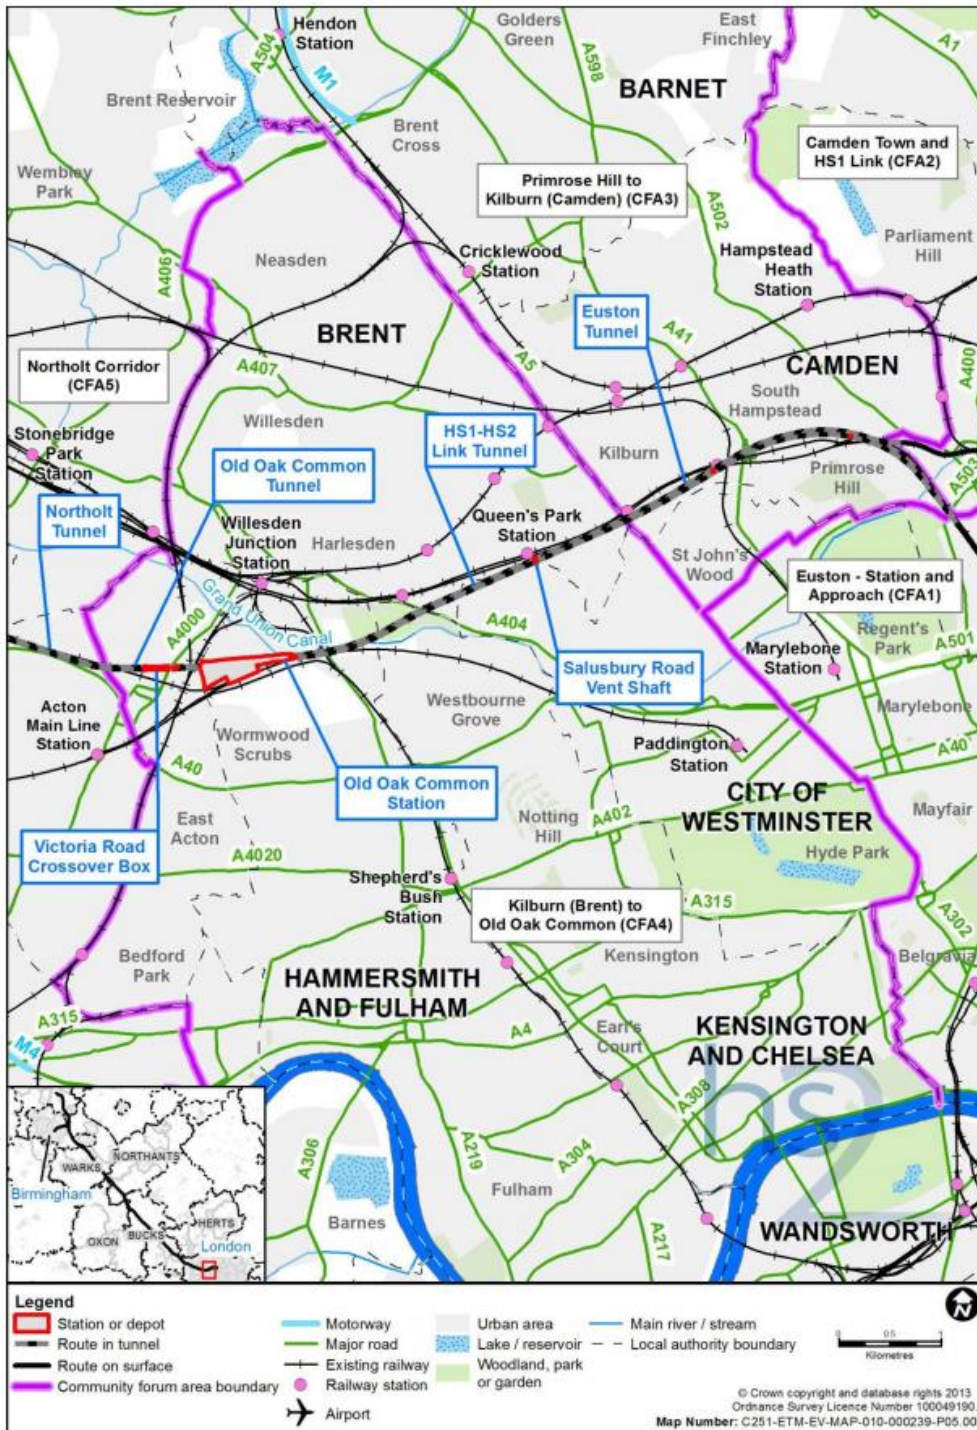 Hendon
Station
Golders
Green
East
Finchley
A504
M1
A598
A1
BARNET
Brent Reservoir
Brent
Cross
Camden Town and
HS1 Link (CFA2)
Wembley
Park
Primrose Hill to
Kilburn (Camden) (CFA3)
A502
Parliament
Hill
Hampstead
Heath
Station
A406
Neasden
Cricklewood
Station
Euston
Tunnel
BRENT
A5
A41
A400
Northolt Corridor
(CFA5)
A407
CAMDEN
South
Hampstead
Willesden
Stonebridge
Park
Station
HS1-HS2
Link Tunnel
Kilburn
Old Oak Common
Tunnel
Primrose
Hill
A503
Northolt
Tunnel
Willesden
Junction
Station
Harlesden
Queen's Park
Station
St John's
Wood
Euston - Station and
Approach (CFA1)
Grand Union Canal
A4000
A404
Regent's
Park
A501
Marylebone
Station
Salusbury Road
Vent Shaft
Acton
Main Line
Station
Westbourne
Grove
Marylebone
Wormwood
Scrubs
Paddington
Station
A40
A40
Old Oak Common
Station
CITY OF
WESTMINSTER
East
Acton
Notting
Hill
A402
Mayfair
Victoria Road
Crossover Box
A4020
Hyde Park
Shepherd's
Bush
Station
Kilburn (Brent) to
Old Oak Common (CFA4)
A315
A302
Bedford
Park
Kensington
Belgravia
HAMMERSMITH
AND FULHAM
A315
A4
Earl's
Court
KENSINGTON
AND CHELSEA
M4
A308
hs2
A306
A219
A304
NORTHANTS
WARKS
Birmingham
Fulham
HERTS
BUCKS
OXON
London
Barnes
A217
WANDSWORTH
Legend
Station or depot
Route in tunnel
Route on surface
Community forum area boundary
Motorway
Major road
Existing railway
Railway station
Airport
Urban area
Lake / reservoir
Woodland, park
or garden
Main river / stream
Local authority boundary
N
0 0.5 1
Kilometres
© Crown copyright and database rights 2013
Ordnance Survey Licence Number 100049190.
Map Number: C251-ETM-EV-MAP-010-000239-P05.00